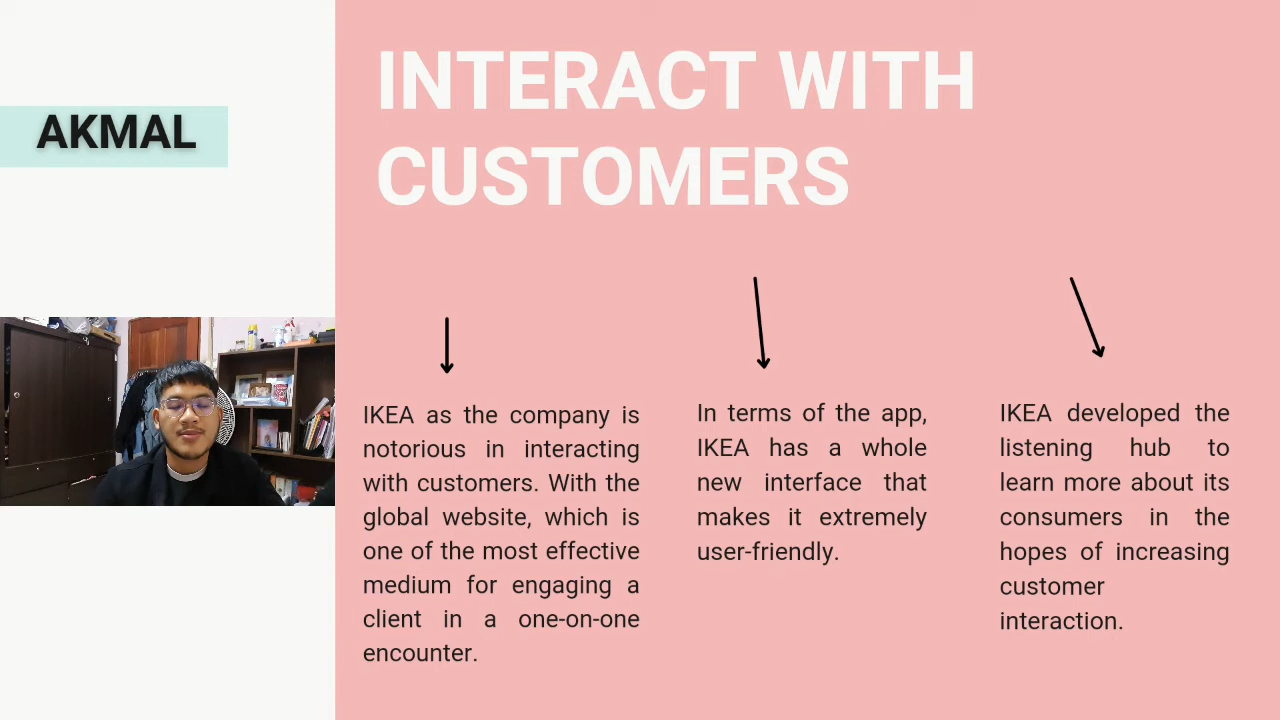 AKMAL
INTERACT WITH
CUSTOMERS
IKEA as the company is
notorious in interacting
with customers. With the
global website, which is
one of the most effective
medium for engaging a
client in a one-on-one
encounter.
In terms of the app,
IKEA has a whole
new interface that
makes it extremely
user-friendly.
IKEA developed the
listening hub to
learn more about its
consumers in the
hopes of increasing
customer
interaction.